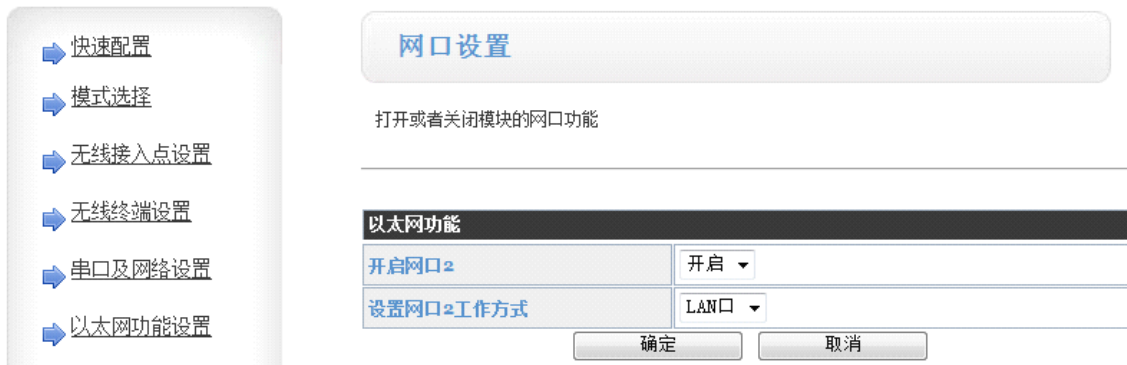 快速配置
模式选择
无线接入点设置
无线终端设置
串口及网络设置
以太网功能设置
网口设置
打开或者关闭模块的网口功能
以太网功能
开启网口2 开启
设置网口2工作方式 LAN口
确定 取消